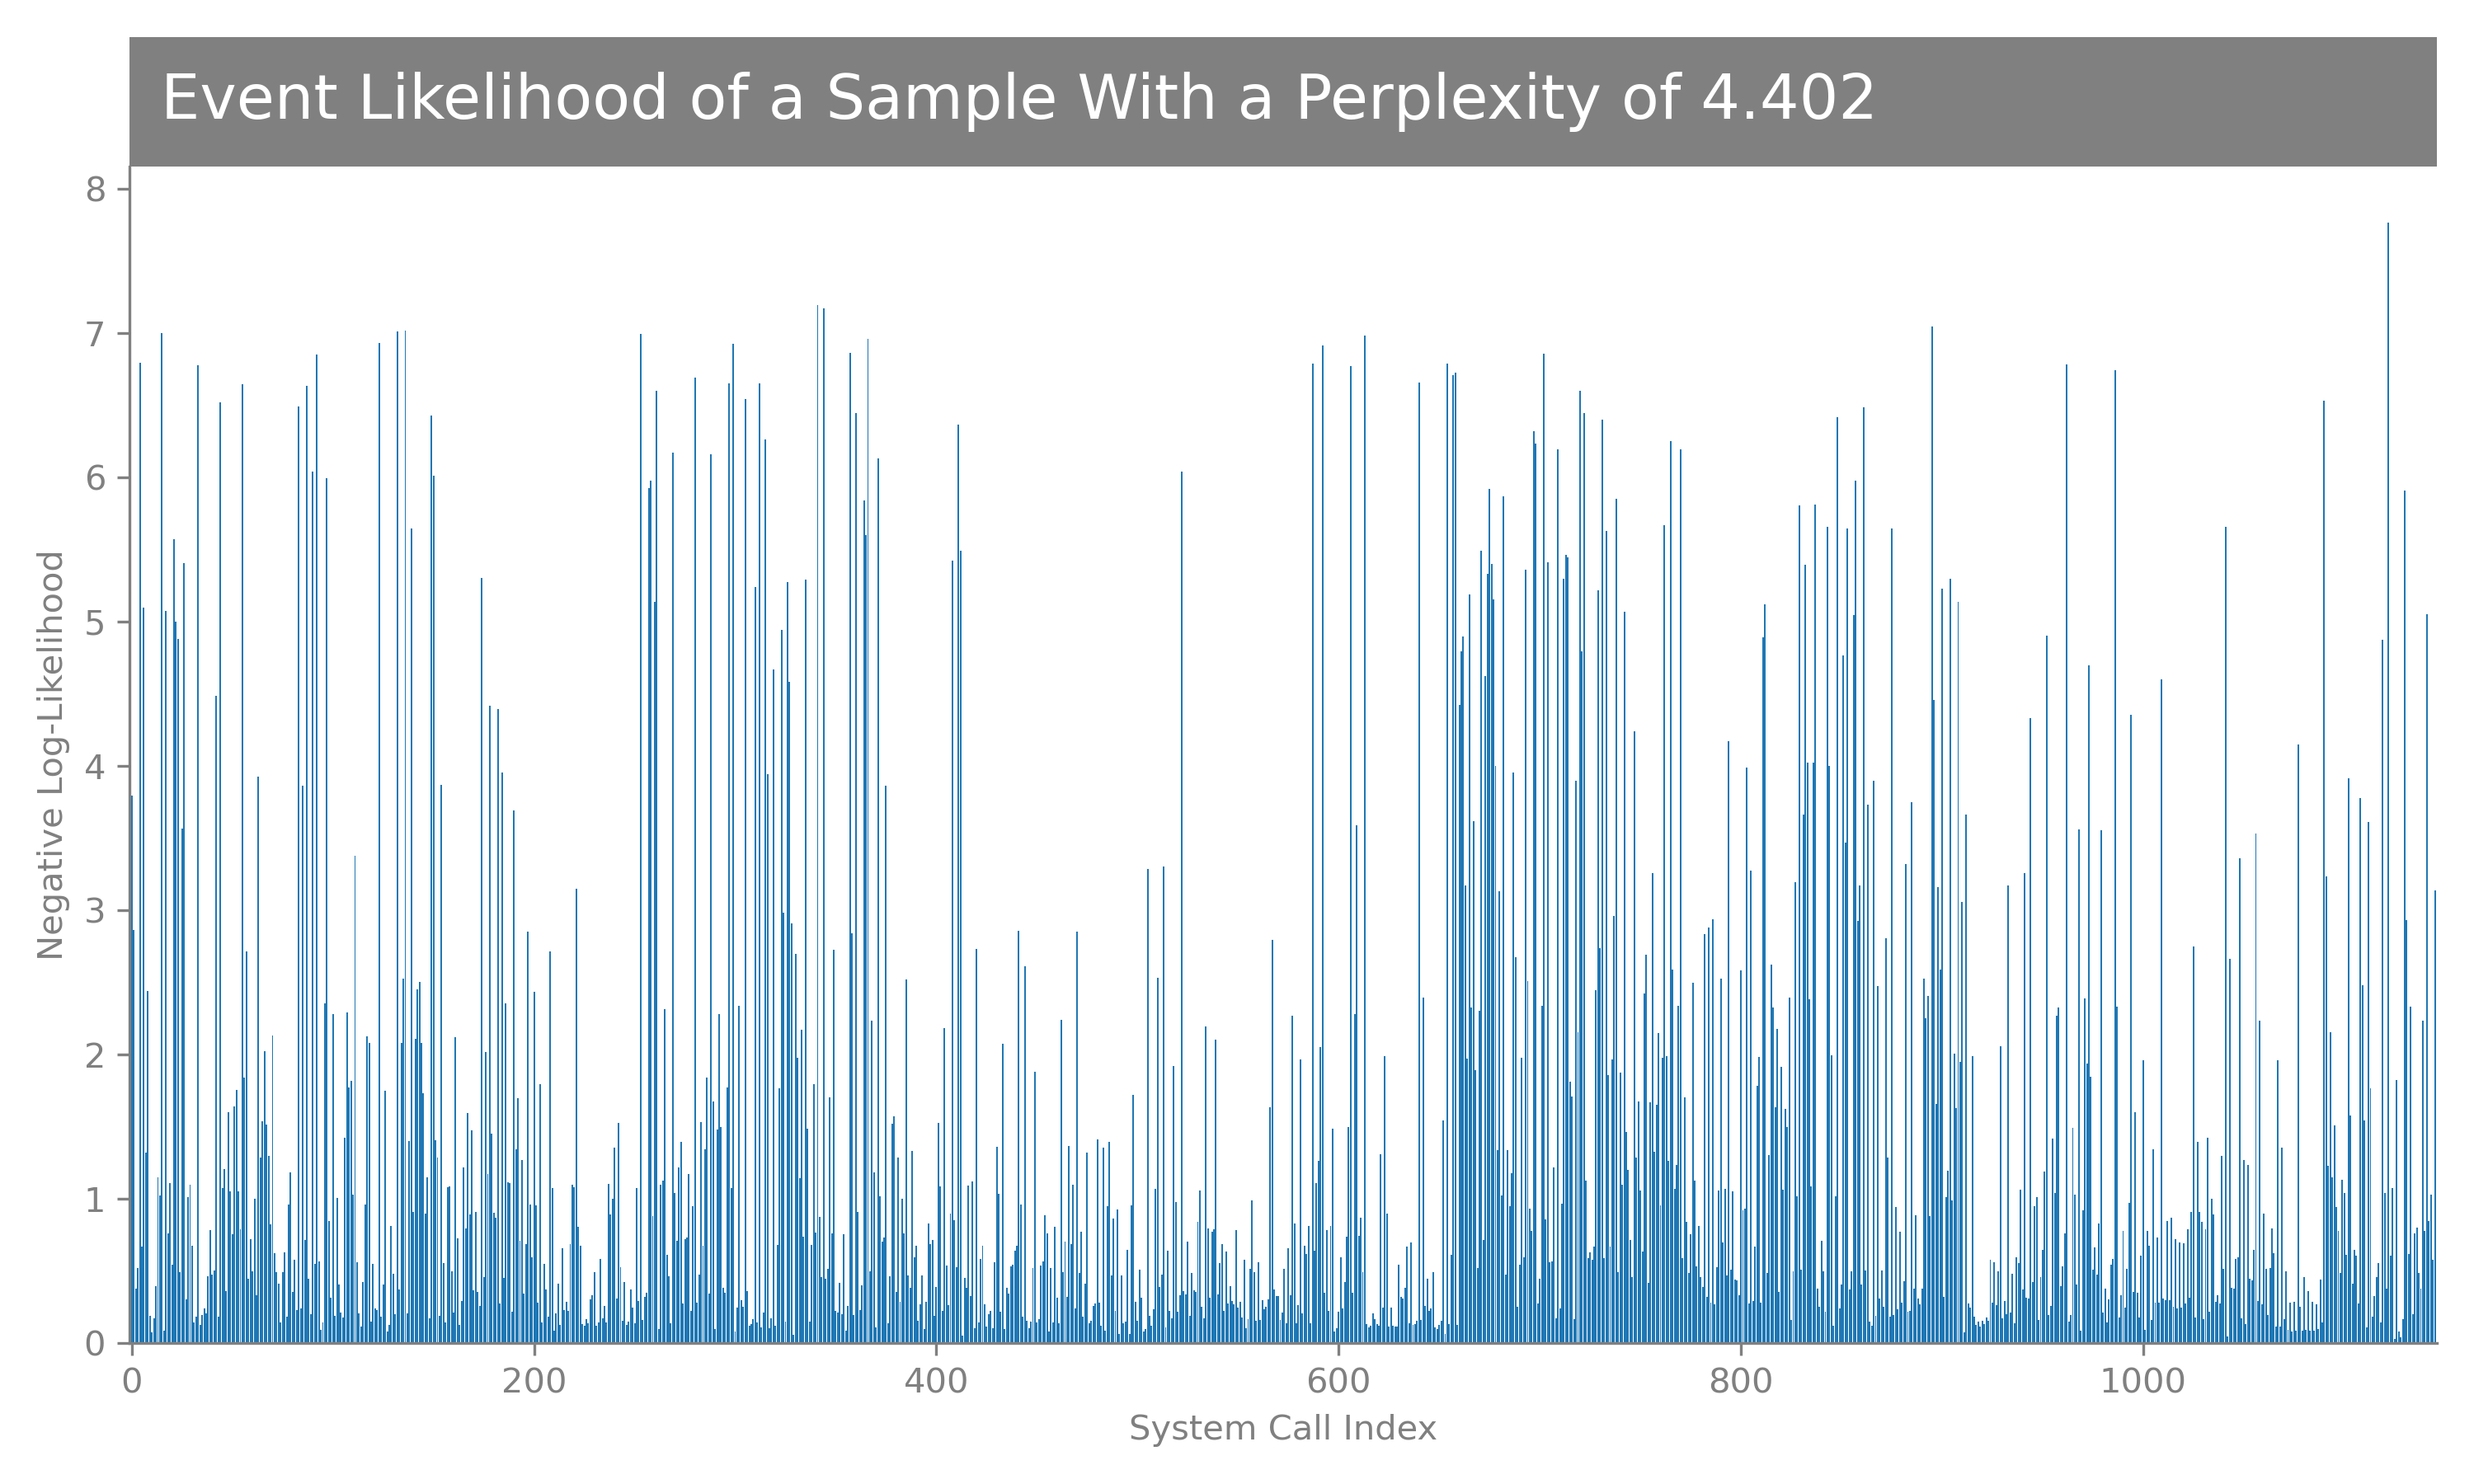 Event Likelihood of a Sample With a Perplexity of 4.402
8
7
6
5
4
3
2
1
0
Negative Log-Likelihood
0 200 400 600 800 1000
System Call Index